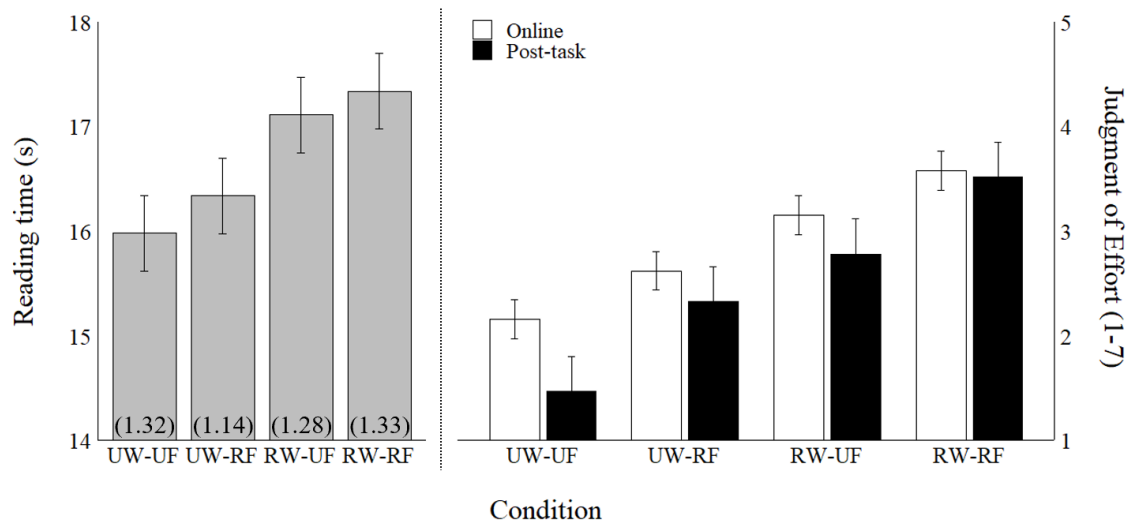 Reading time (s)
18
17
16
15
14
(1.32) (1.14) (1.28) (1.33)
UW-UF UW-RF RW-UF RW-RF
Online
Post-task
5
4
3
2
1
Judgment of Effort (1-7)
UW-UF UW-RF RW-UF RW-RF
Condition